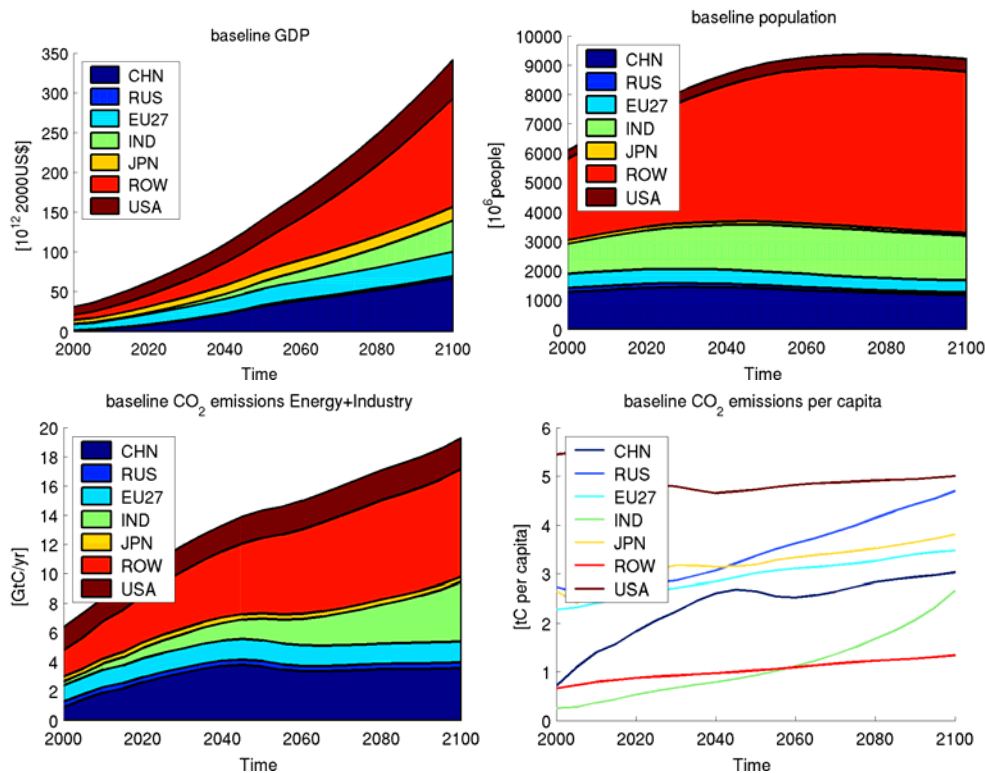 baseline GDP
[10^12 2000US$]
350
300
250
200
150
100
50
0
CHN
RUS
EU27
IND
JPN
ROW
USA
2000 2020 2040 2060 2080 2100
Time
baseline population
[10^6 people]
10000
9000
8000
7000
6000
5000
4000
3000
2000
1000
0
CHN
RUS
EU27
IND
JPN
ROW
USA
2000 2020 2040 2060 2080 2100
Time
baseline CO2 emissions Energy+Industry
[GtC/yr]
20
18
16
14
12
10
8
6
4
2
0
CHN
RUS
EU27
IND
JPN
ROW
USA
2000 2020 2040 2060 2080 2100
Time
baseline CO2 emissions per capita
[tC per capita]
6
5
4
3
2
1
0
CHN
RUS
EU27
IND
JPN
ROW
USA
2000 2020 2040 2060 2080 2100
Time